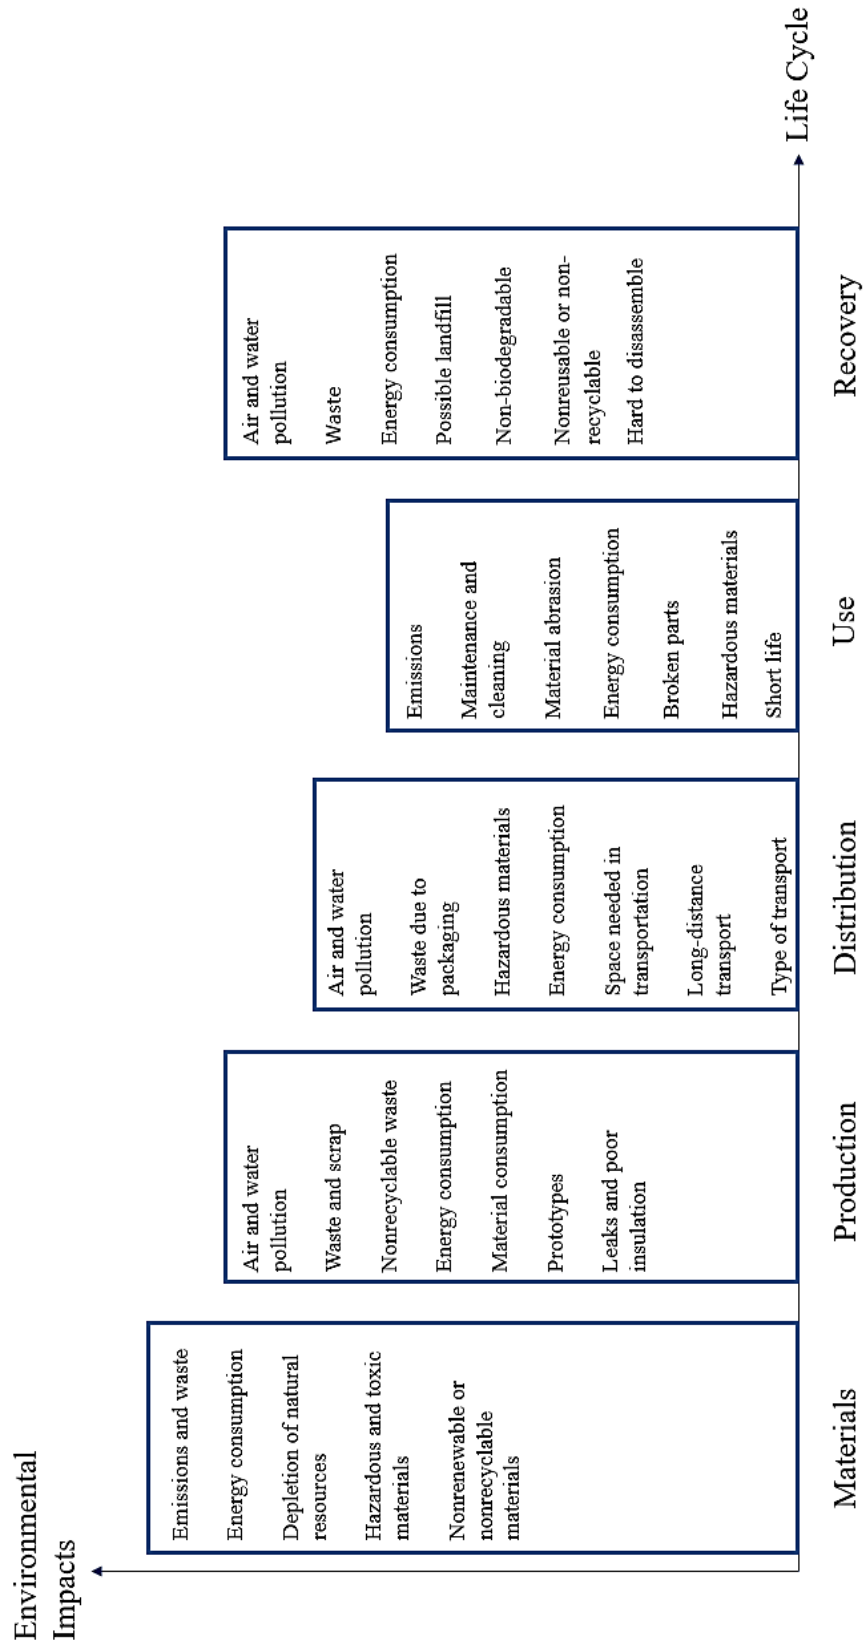 Environmental
Impacts
Emissions and waste
Energy consumption
Depletion of natural
resources
Hazardous and toxic
materials
Nonrenewable or
nonrecyclable
materials
Air and water
pollution
Waste and scrap
Nonrecyclable waste
Energy consumption
Material consumption
Prototypes
Leaks and poor
insulation
Air and water
pollution
Waste due to
packaging
Hazardous materials
Energy consumption
Space needed in
transportation
Long-distance
transport
Type of transport
Emissions
Maintenance and
cleaning
Material abrasion
Energy consumption
Broken parts
Hazardous materials
Short life
Air and water
pollution
Waste
Energy consumption
Possible landfill
Non-biodegradable
Nonreusable or non-
recyclable
Hard to disassemble
Life Cycle
Materials
Production
Distribution
Use
Recovery